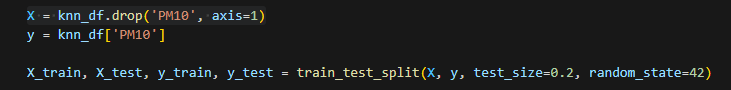 X = knn_df.drop('PM10', axis=1)
y = knn_df['PM10']
X_train, X_test, y_train, y_test = train_test_split(X, y, test_size=0.2, random_state=42)